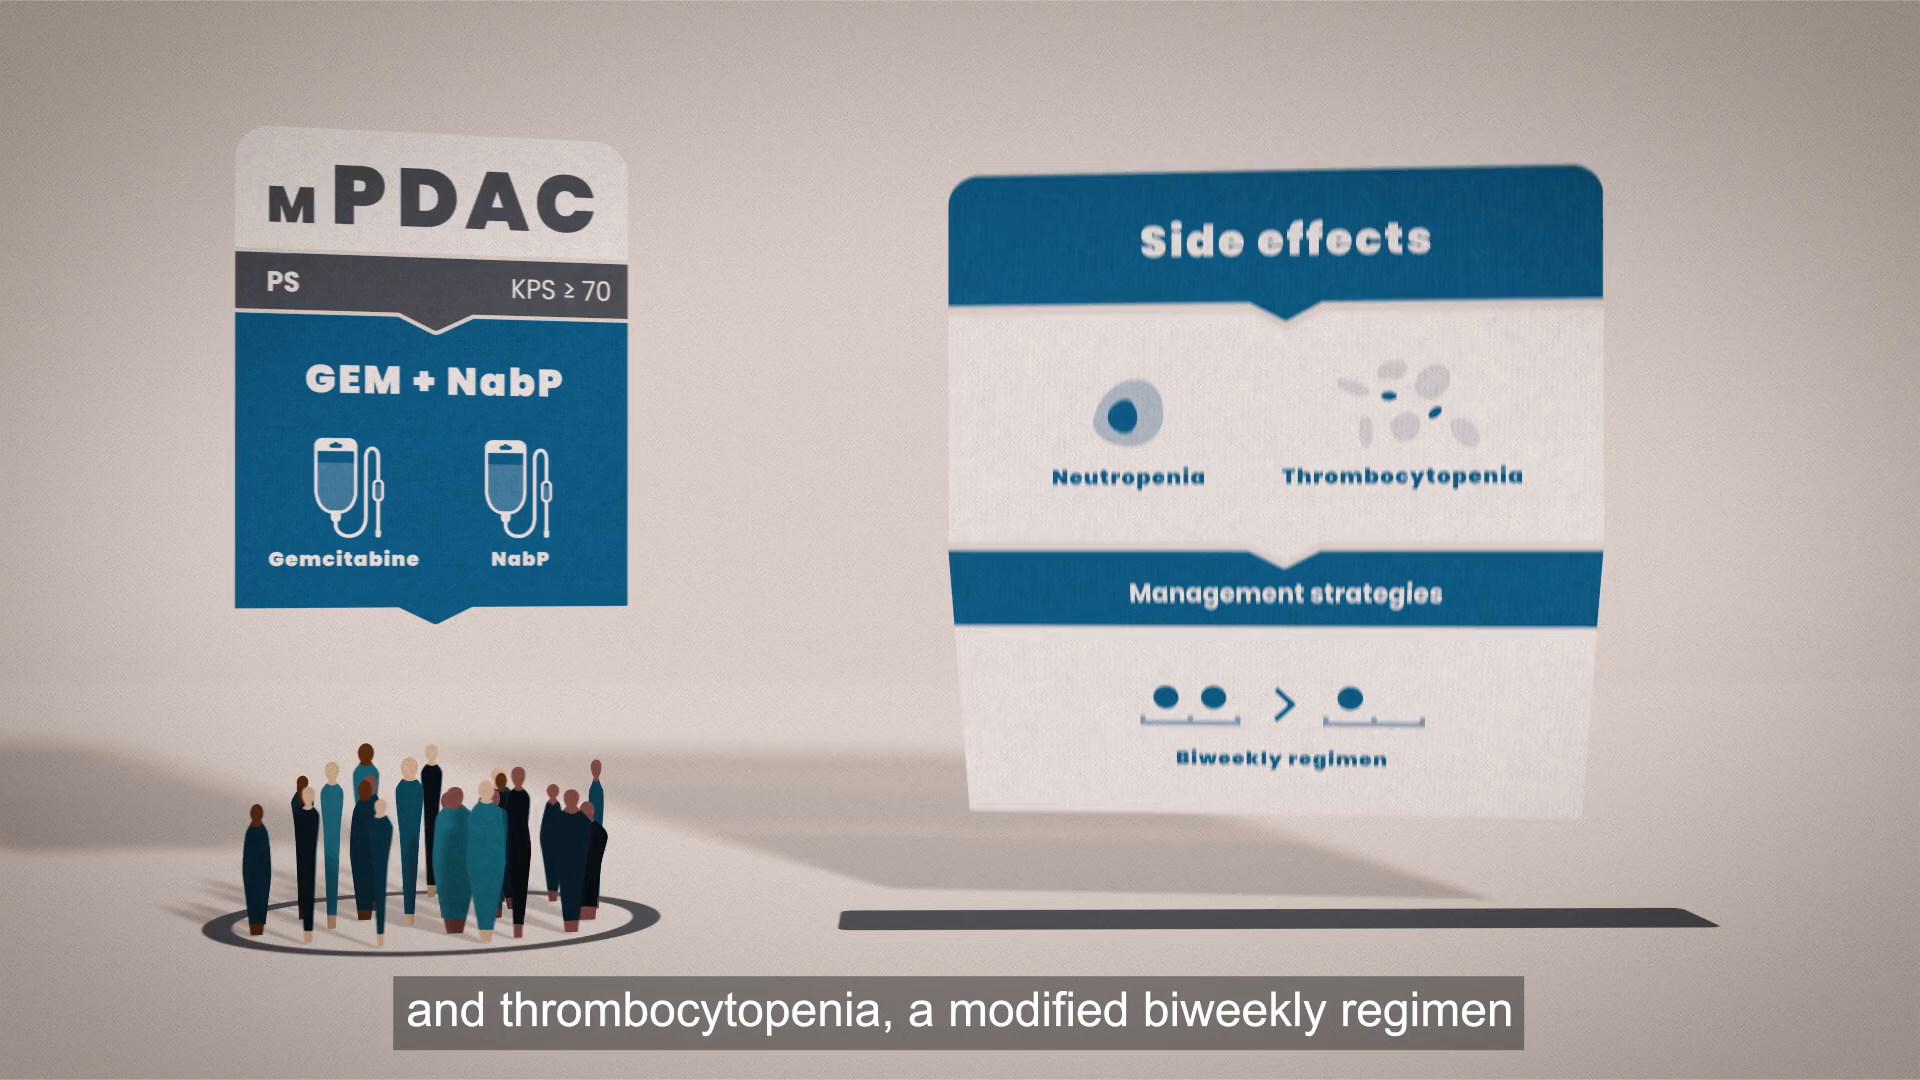 MPDAC
PS KPS ≥ 70
GEM + NabP
Gemcitabine NabP
Side effects
Neutropenia Thrombocytopenia
Management strategies
>
Biweekly regimen
and thrombocytopenia, a modified biweekly regimen